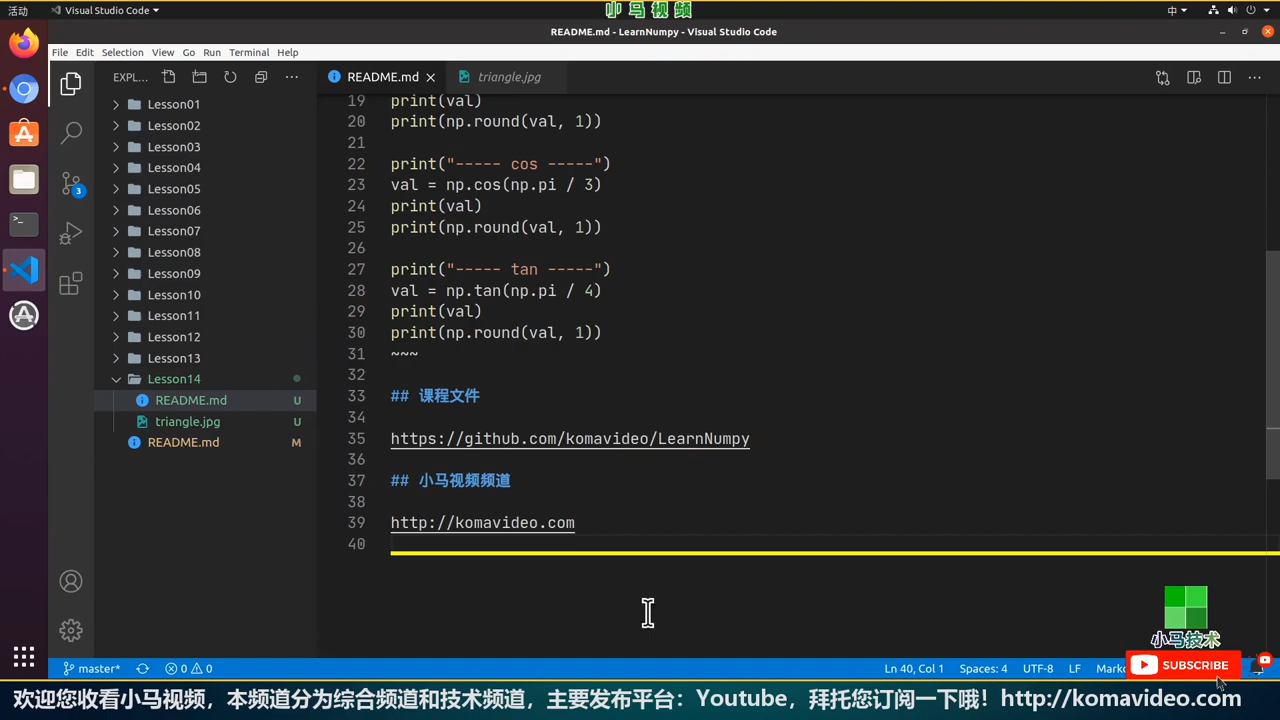 活动
Visual Studio Code
小马视频
中
README.md - LearnNumpy - Visual Studio Code
File Edit Selection View Go Run Terminal Help
EXPL...
README.md
triangle.jpg
Lesson01
Lesson02
Lesson03
Lesson04
Lesson05
Lesson06
Lesson07
Lesson08
Lesson09
Lesson10
Lesson11
Lesson12
Lesson13
Lesson14
README.md U
triangle.jpg U
README.md M
3
19 print(val)
20 print(np.round(val, 1))
21
22 print("----- cos -----")
23 val = np.cos(np.pi / 3)
24 print(val)
25 print(np.round(val, 1))
26
27 print("----- tan -----")
28 val = np.tan(np.pi / 4)
29 print(val)
30 print(np.round(val, 1))
31 ~~~
32
33 ## 课程文件
34
35 https://github.com/komavideo/LearnNumpy
36
37 ## 小马视频频道
38
39 http://komavideo.com
40
小马技术
SUBSCRIBE
master* 0 0 Ln 40, Col 1 Spaces: 4 UTF-8 LF Marko
欢迎您收看小马视频，本频道分为综合频道和技术频道，主要发布平台：Youtube，拜托您订阅一下哦！http://komavideo.com